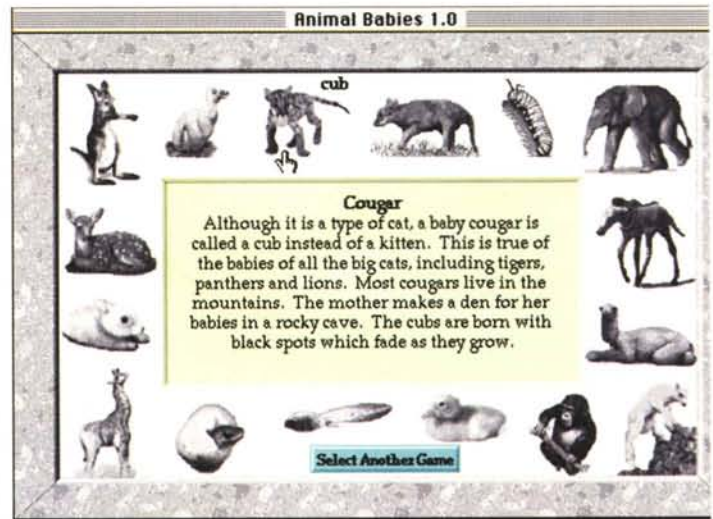 Animal Babies 1.0
cub
Cougar
Although it is a type of cat, a baby cougar is
called a cub instead of a kitten. This is true of
the babies of all the big cats, including tigers,
panthers and lions. Most cougars live in the
mountains. The mother makes a den for her
babies in a rocky cave. The cubs are born with
black spots which fade as they grow.
Select Another Game